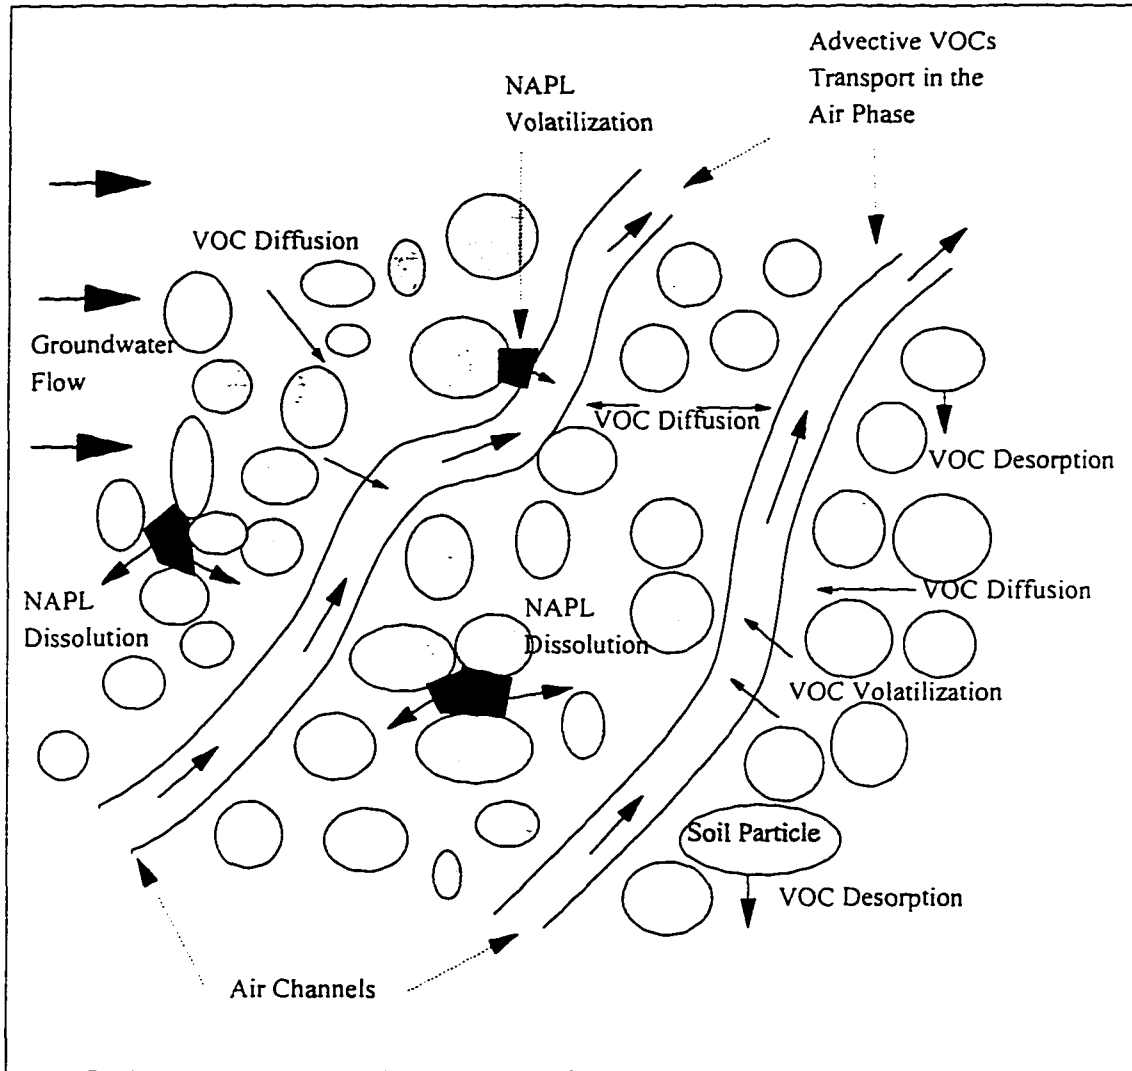 Advective VOCs
Transport in the
Air Phase
NAPL
Volatilization
VOC Diffusion
Groundwater
Flow
VOC Diffusion
VOC Desorption
NAPL
Dissolution
NAPL
Dissolution
VOC Diffusion
VOC Volatilization
Soil Particle
VOC Desorption
Air Channels